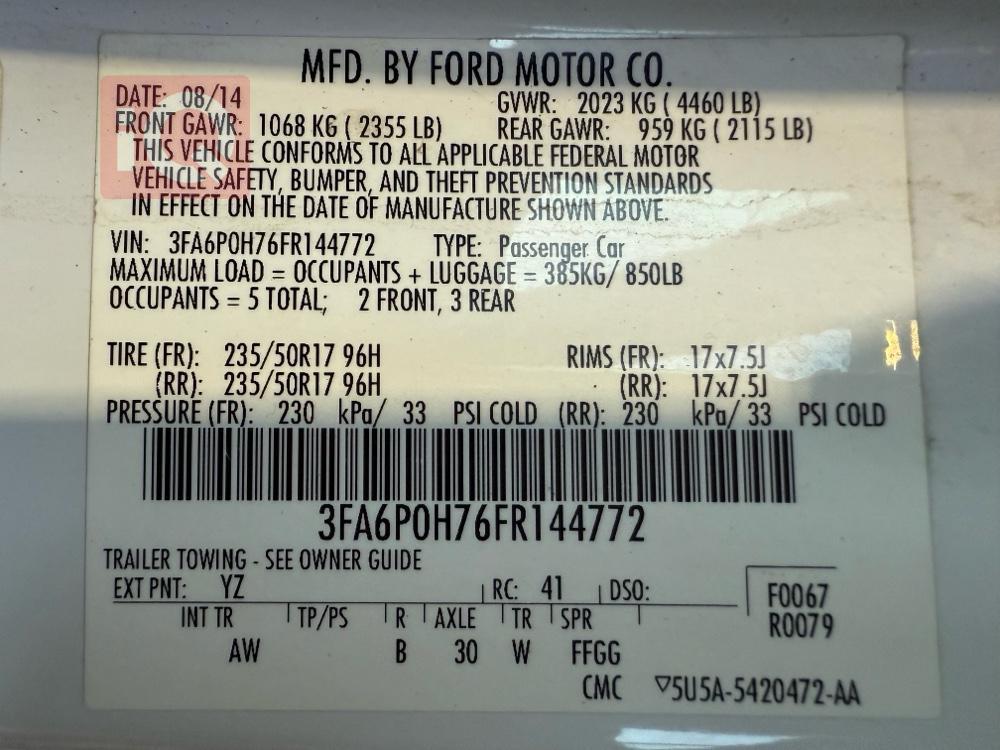 MFD. BY FORD MOTOR CO.
DATE: 08/14 GVWR: 2023 KG ( 4460 LB)
FRONT GAWR: 1068 KG ( 2355 LB) REAR GAWR: 959 KG ( 2115 LB)
THIS VEHICLE CONFORMS TO ALL APPLICABLE FEDERAL MOTOR
VEHICLE SAFETY, BUMPER, AND THEFT PREVENTION STANDARDS
IN EFFECT ON THE DATE OF MANUFACTURE SHOWN ABOVE.
VIN: 3FA6P0H76FR144772 TYPE: Passenger Car
MAXIMUM LOAD = OCCUPANTS + LUGGAGE = 385KG/ 850LB
OCCUPANTS = 5 TOTAL; 2 FRONT, 3 REAR
TIRE (FR): 235/50R17 96H RIMS (FR): 17x7.5J
(RR): 235/50R17 96H (RR): 17x7.5J
PRESSURE (FR): 230 kPa/ 33 PSI COLD (RR): 230 kPa/ 33 PSI COLD
3FA6P0H76FR144772
TRAILER TOWING - SEE OWNER GUIDE
EXT PNT: YZ RC: 41 DSO:
F0067
INT TR TP/PS R AXLE TR SPR
R0079
AW B 30 W FFGG
CMC ▽5U5A-5420472-AA